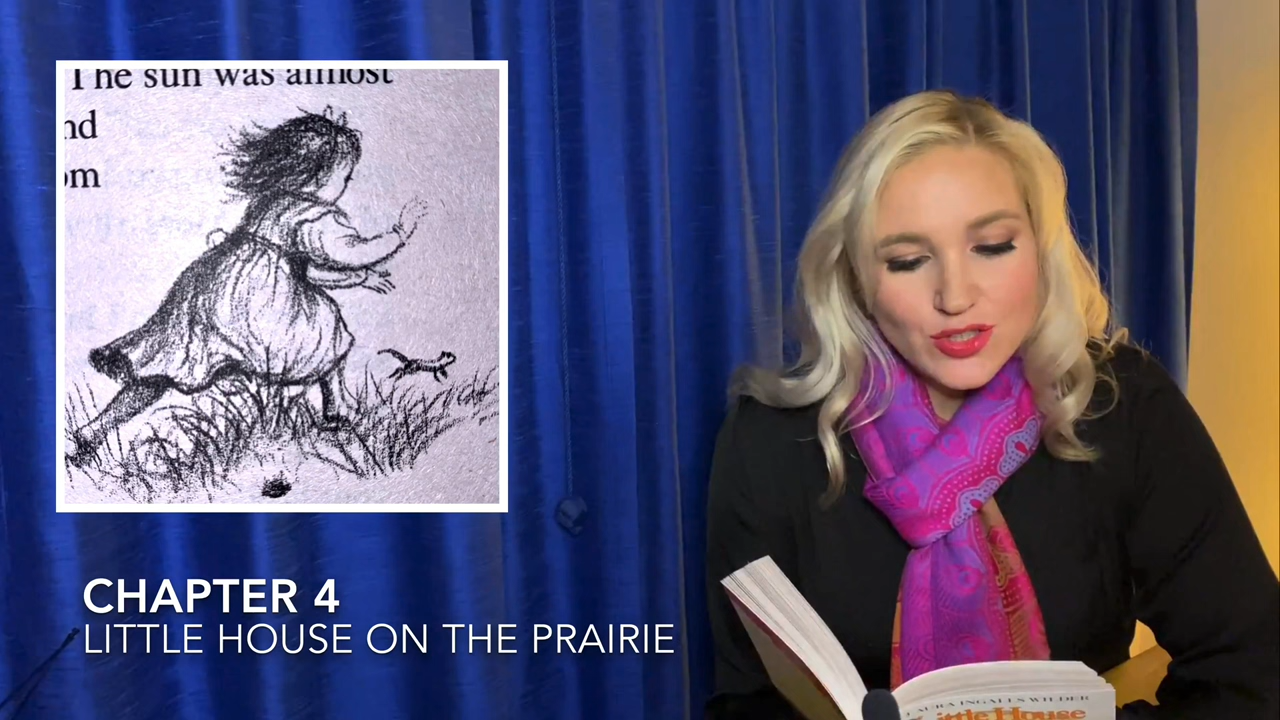 The sun was almost
nd
om
CHAPTER 4
LITTLE HOUSE ON THE PRAIRIE
LAURA INGALLS WILDER
Little House